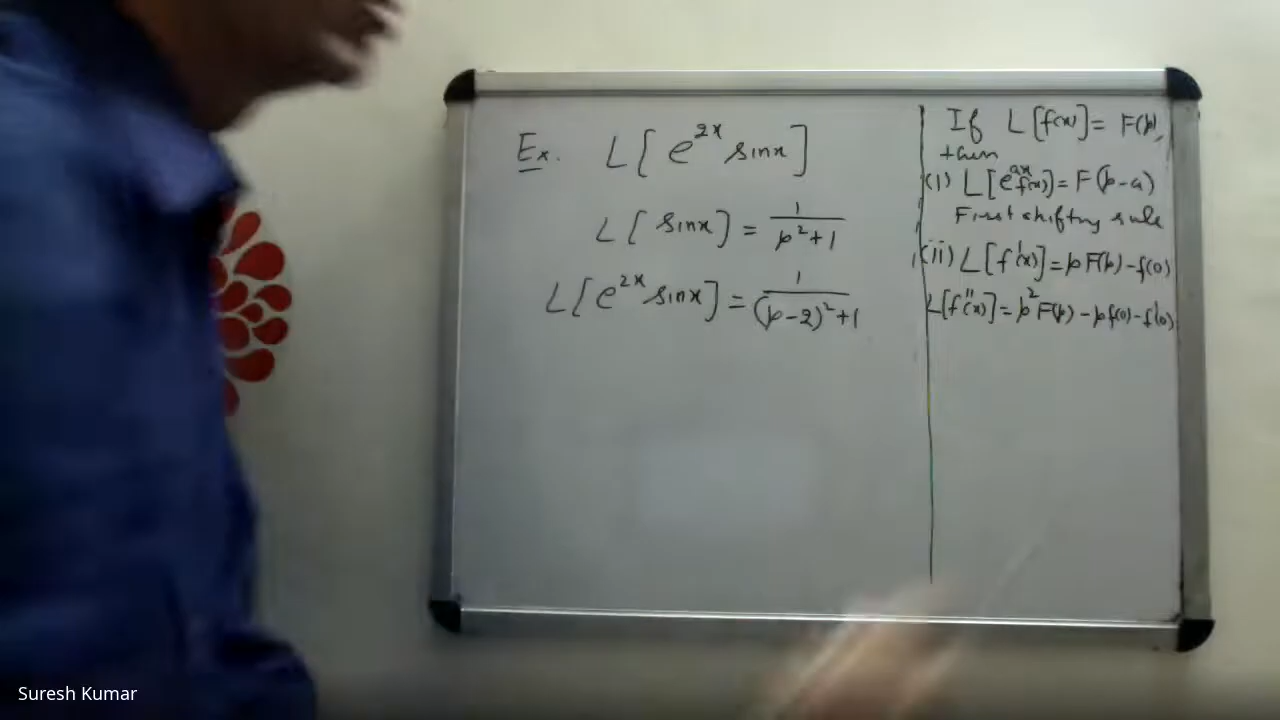 Ex. L[e^{2x} sinx]
L[sinx] = 1/(p²+1)
L[e^{2x} sinx] = 1/((p-2)²+1)
If L[f(x)] = F(p),
then
(i) L[e^{ax} f(x)] = F(p-a)
First shifting rule
(ii) L[f'(x)] = pF(p) - f(0)
L[f''(x)] = p²F(p) - pf(0) - f'(0)
Suresh Kumar